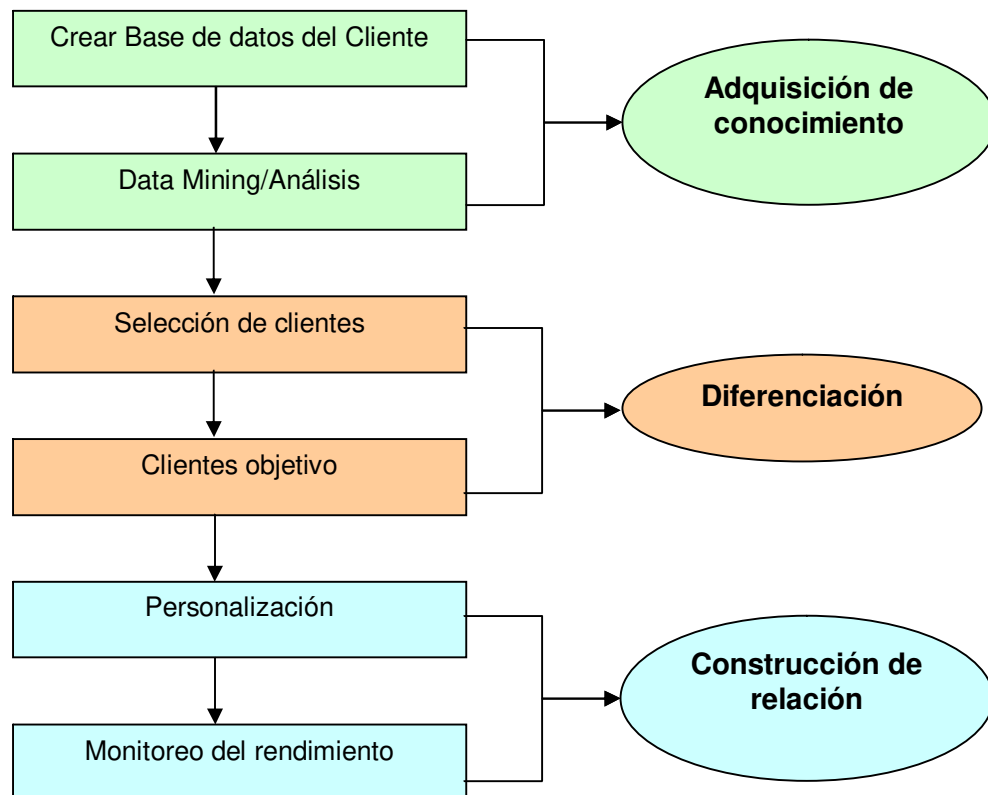 Crear Base de datos del Cliente
Adquisición de
conocimiento
Data Mining/Análisis
Selección de clientes
Diferenciación
Clientes objetivo
Personalización
Construcción de
relación
Monitoreo del rendimiento